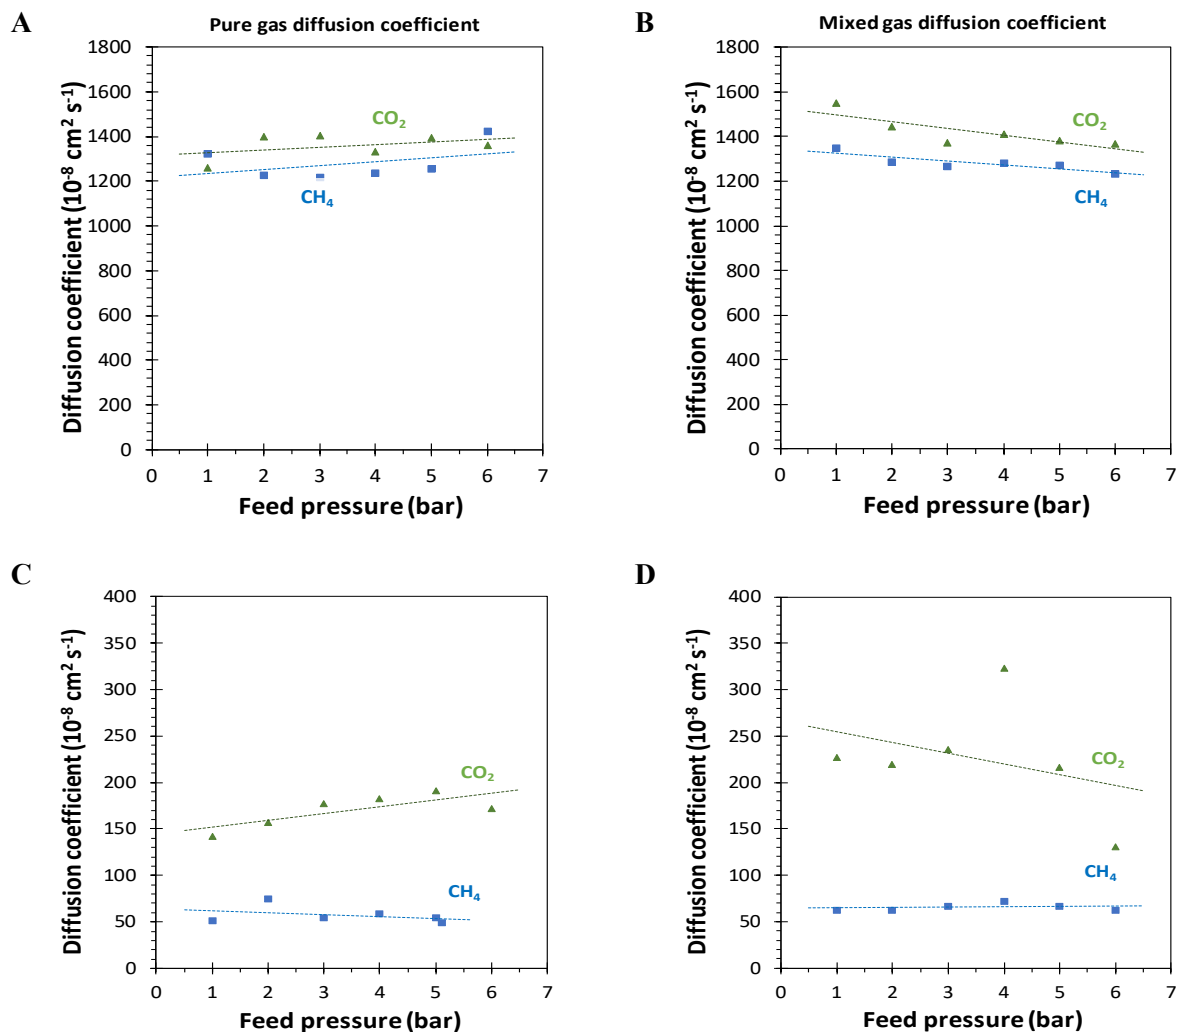 A
Pure gas diffusion coefficient
Diffusion coefficient (10⁻⁸ cm² s⁻¹)
1800
1600
1400
1200
1000
800
600
400
200
0
CO₂
CH₄
0 1 2 3 4 5 6 7
Feed pressure (bar)
B
Mixed gas diffusion coefficient
Diffusion coefficient (10⁻⁸ cm² s⁻¹)
1800
1600
1400
1200
1000
800
600
400
200
0
CO₂
CH₄
0 1 2 3 4 5 6 7
Feed pressure (bar)
C
Diffusion coefficient (10⁻⁸ cm² s⁻¹)
400
350
300
250
200
150
100
50
0
CO₂
CH₄
0 1 2 3 4 5 6 7
Feed pressure (bar)
D
Diffusion coefficient (10⁻⁸ cm² s⁻¹)
400
350
300
250
200
150
100
50
0
CO₂
CH₄
0 1 2 3 4 5 6 7
Feed pressure (bar)